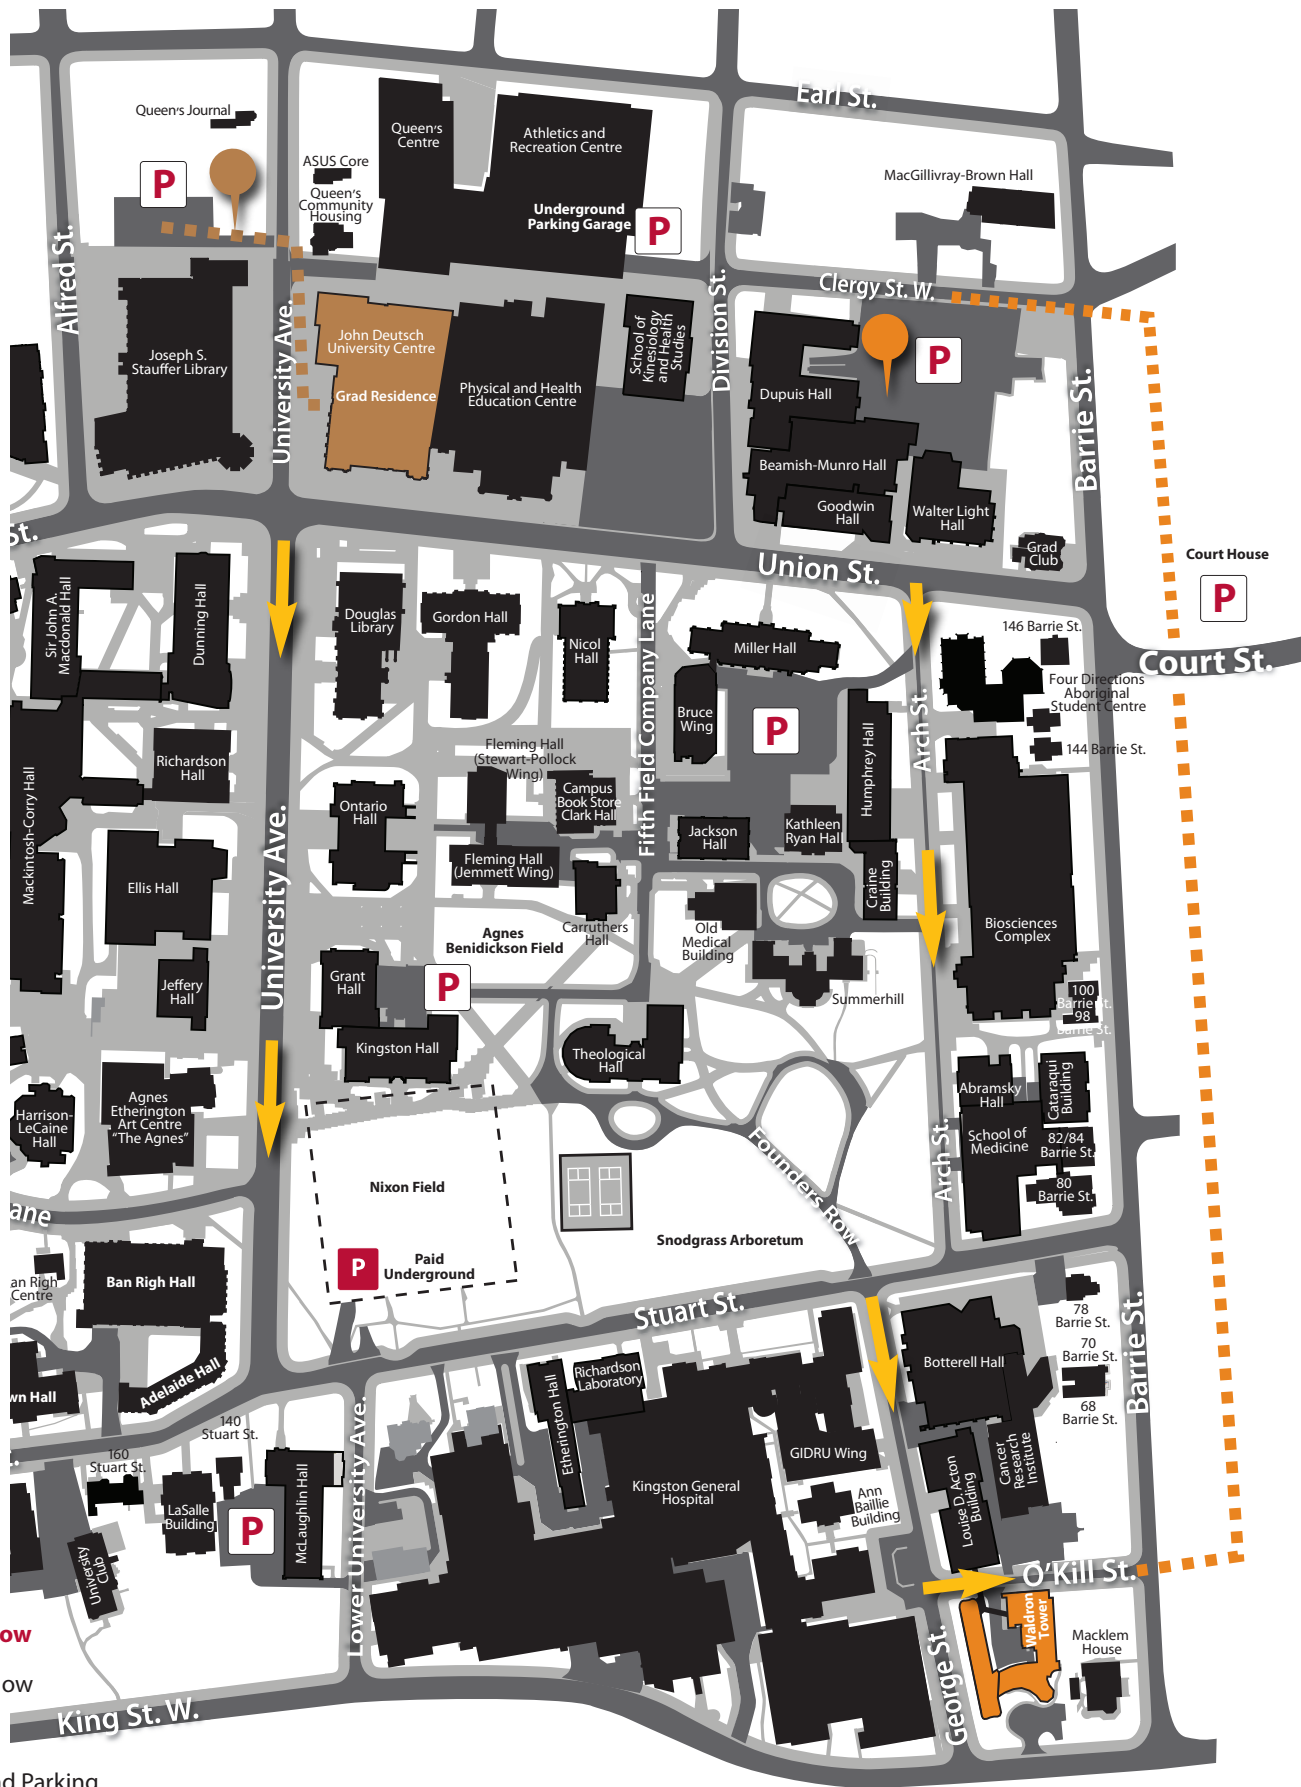 Earl St.
Queen's Journal
Queen's
Centre
Athletics and
Recreation Centre
ASUS Core
P
Queen's
Community
Housing
MacGillivray-Brown Hall
Underground
Parking Garage
P
Alfred St.
Clergy St. W.
Division St.
University Ave.
John Deutsch
University Centre
Grad Residence
Joseph S.
Stauffer Library
Physical and Health
Education Centre
School of
Kinesiology
and Health
Studies
Dupuis Hall
P
Barrie St.
Beamish-Munro Hall
Goodwin
Hall
Walter Light
Hall
Grad
Club
St.
Union St.
Court House
P
Court St.
Sir John A.
Macdonald Hall
Dunning Hall
Douglas
Library
Gordon Hall
Nicol
Hall
Fifth Field Company Lane
Miller Hall
146 Barrie St.
Four Directions
Aboriginal
Student Centre
144 Barrie St.
Bruce
Wing
P
Humphrey Hall
Arch St.
Richardson
Hall
Fleming Hall
(Stewart-Pollock
Wing)
Campus
Book Store
Clark Hall
Mackintosh-Corry Hall
Ontario
Hall
University Ave.
Jackson
Hall
Kathleen
Ryan Hall
Fleming Hall
(Jemmett Wing)
Craine
Building
Ellis Hall
Carruthers
Hall
Agnes
Benidickson Field
Old
Medical
Building
Biosciences
Complex
Grant
Hall
P
Jeffery
Hall
Summerhill
100
Barrie St.
98
Barrie St.
Kingston Hall
Theological
Hall
Abramsky
Hall
Cataraqui
Building
Harrison-
LeCaine
Hall
Agnes
Etherington
Art Centre
"The Agnes"
School of
Medicine
82/84
Barrie St.
80
Barrie St.
Arch St.
Founders Row
Nixon Field
ane
Snodgrass Arboretum
P
Paid
Underground
an Righ
Centre
Ban Righ Hall
Stuart St.
78
Barrie St.
70
Barrie St.
68
Barrie St.
Barrie St.
Botterell Hall
wn Hall
Adelaide Hall
Richardson
Laboratory
Etherington Hall
140
Stuart St.
160
Stuart St.
Lower University Ave.
GIDRU Wing
Cancer
Research
Institute
Kingston General
Hospital
Ann
Baillie
Building
Louise D. Acton
Building
LaSalle
Building
P
McLaughlin Hall
University
Club
O'Kill St.
Waldron
Tower
Macklem
House
George St.
ow
ow
King St. W.
nd Parking